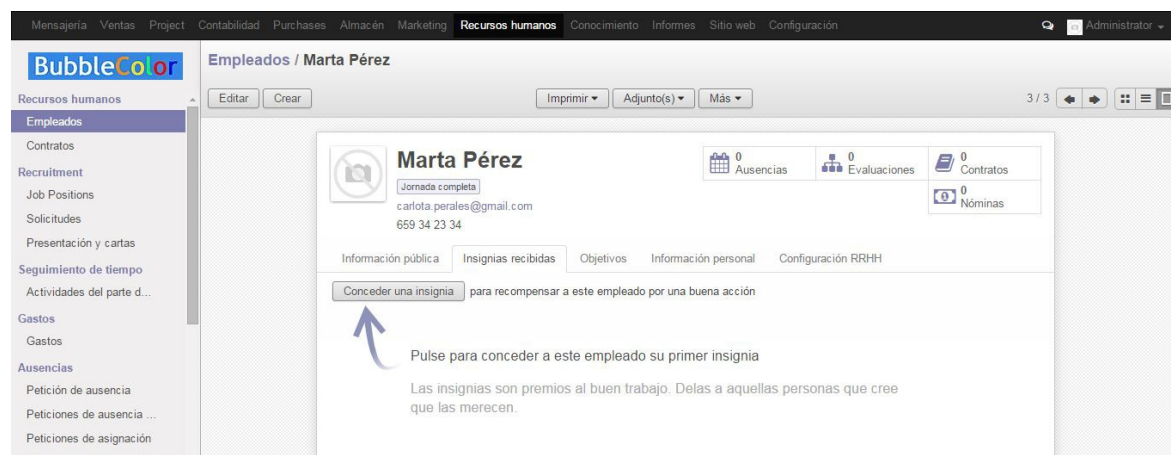 Mensajería Ventas Project Contabilidad Purchases Almacén Marketing Recursos humanos Conocimiento Informes Sitio web Configuración Administrator
BubbleColor
Empleados / Marta Pérez
Editar Crear Imprimir Adjunto(s) Más 3 / 3
Recursos humanos
Empleados
Contratos
Recruitment
Job Positions
Solicitudes
Presentación y cartas
Seguimiento de tiempo
Actividades del parte d...
Gastos
Gastos
Ausencias
Petición de ausencia
Peticiones de ausencia ...
Peticiones de asignación
Marta Pérez
Jornada completa
carlota.perales@gmail.com
659 34 23 34
0 Ausencias
0 Evaluaciones
0 Contratos
0 Nóminas
Información pública Insignias recibidas Objetivos Información personal Configuración RRHH
Conceder una insignia para recompensar a este empleado por una buena acción
Pulse para conceder a este empleado su primer insignia
Las insignias son premios al buen trabajo. Delas a aquellas personas que cree
que las merecen.